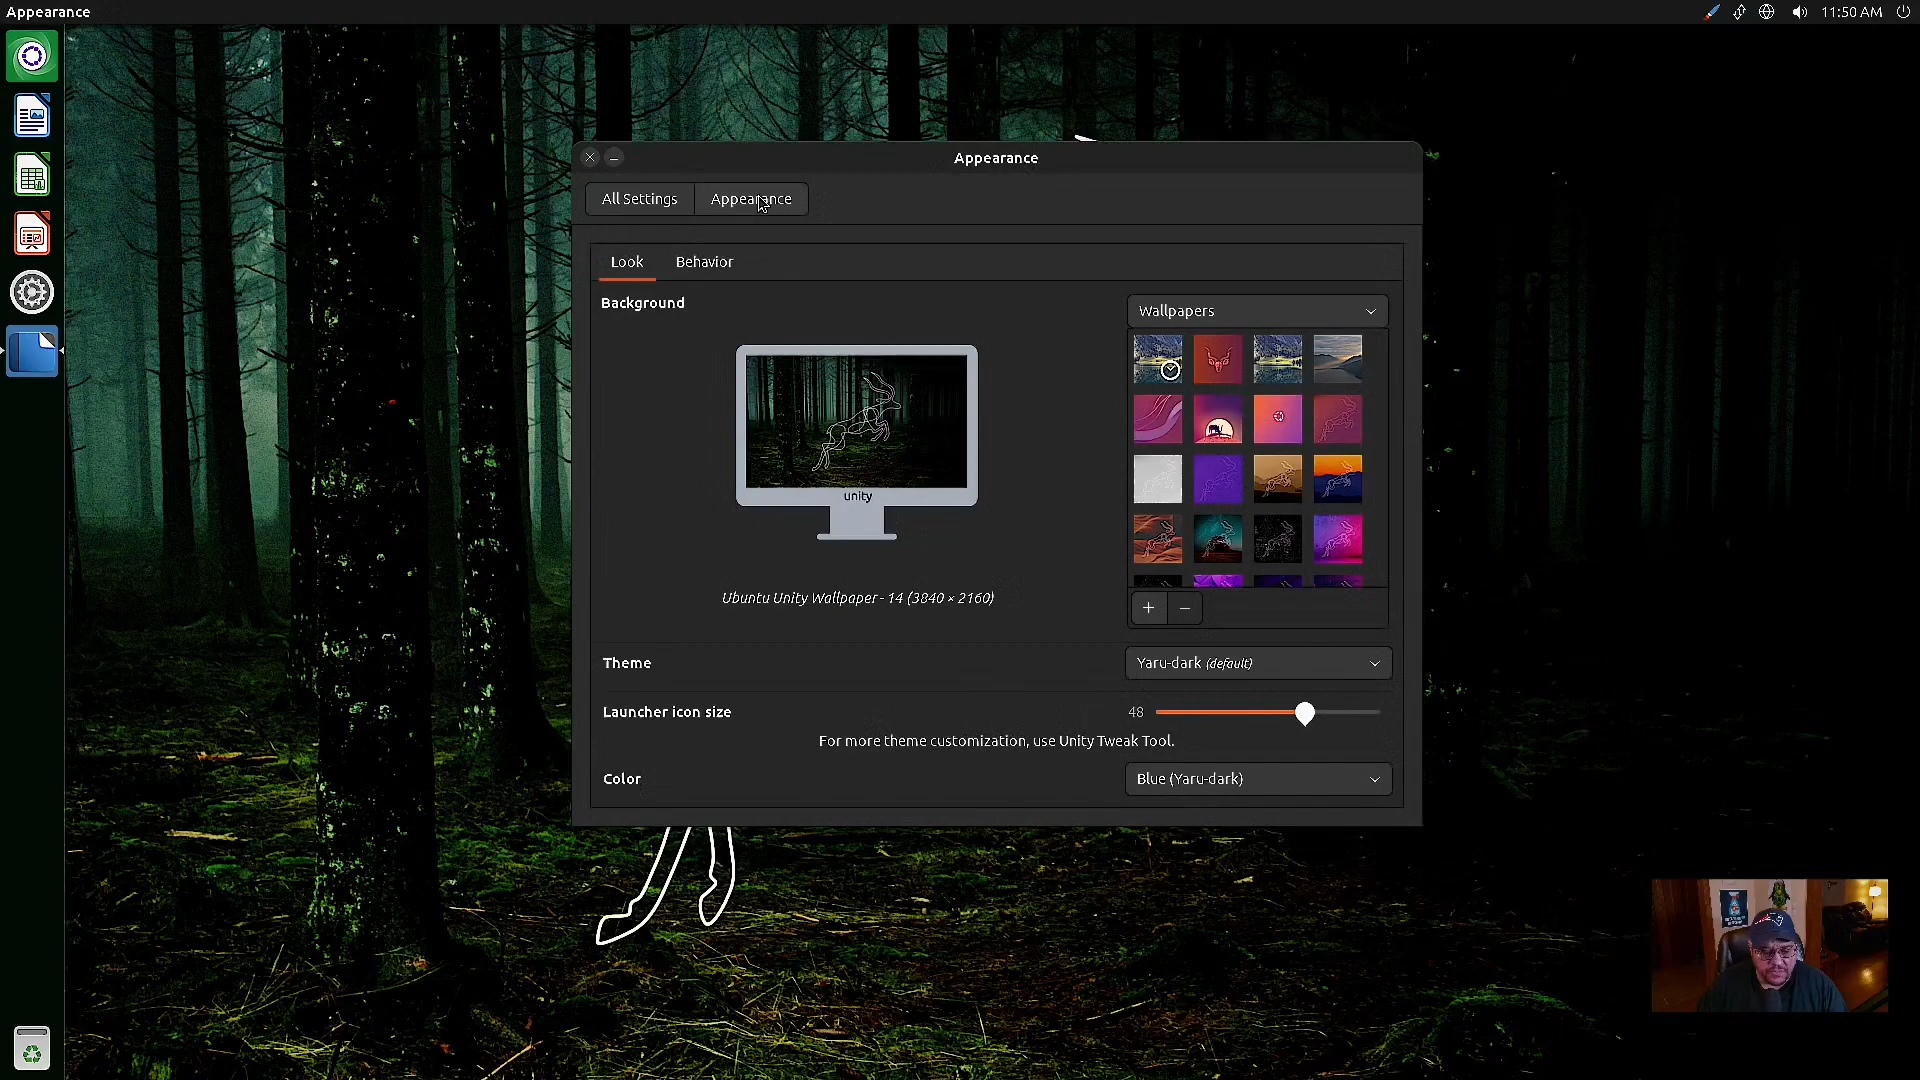 Appearance
11:50 AM
Appearance
All Settings
Appearance
Look
Behavior
Background
Wallpapers
unity
Ubuntu Unity Wallpaper - 14 (3840 × 2160)
Theme
Yaru-dark (default)
Launcher icon size
48
For more theme customization, use Unity Tweak Tool.
Color
Blue (Yaru-dark)